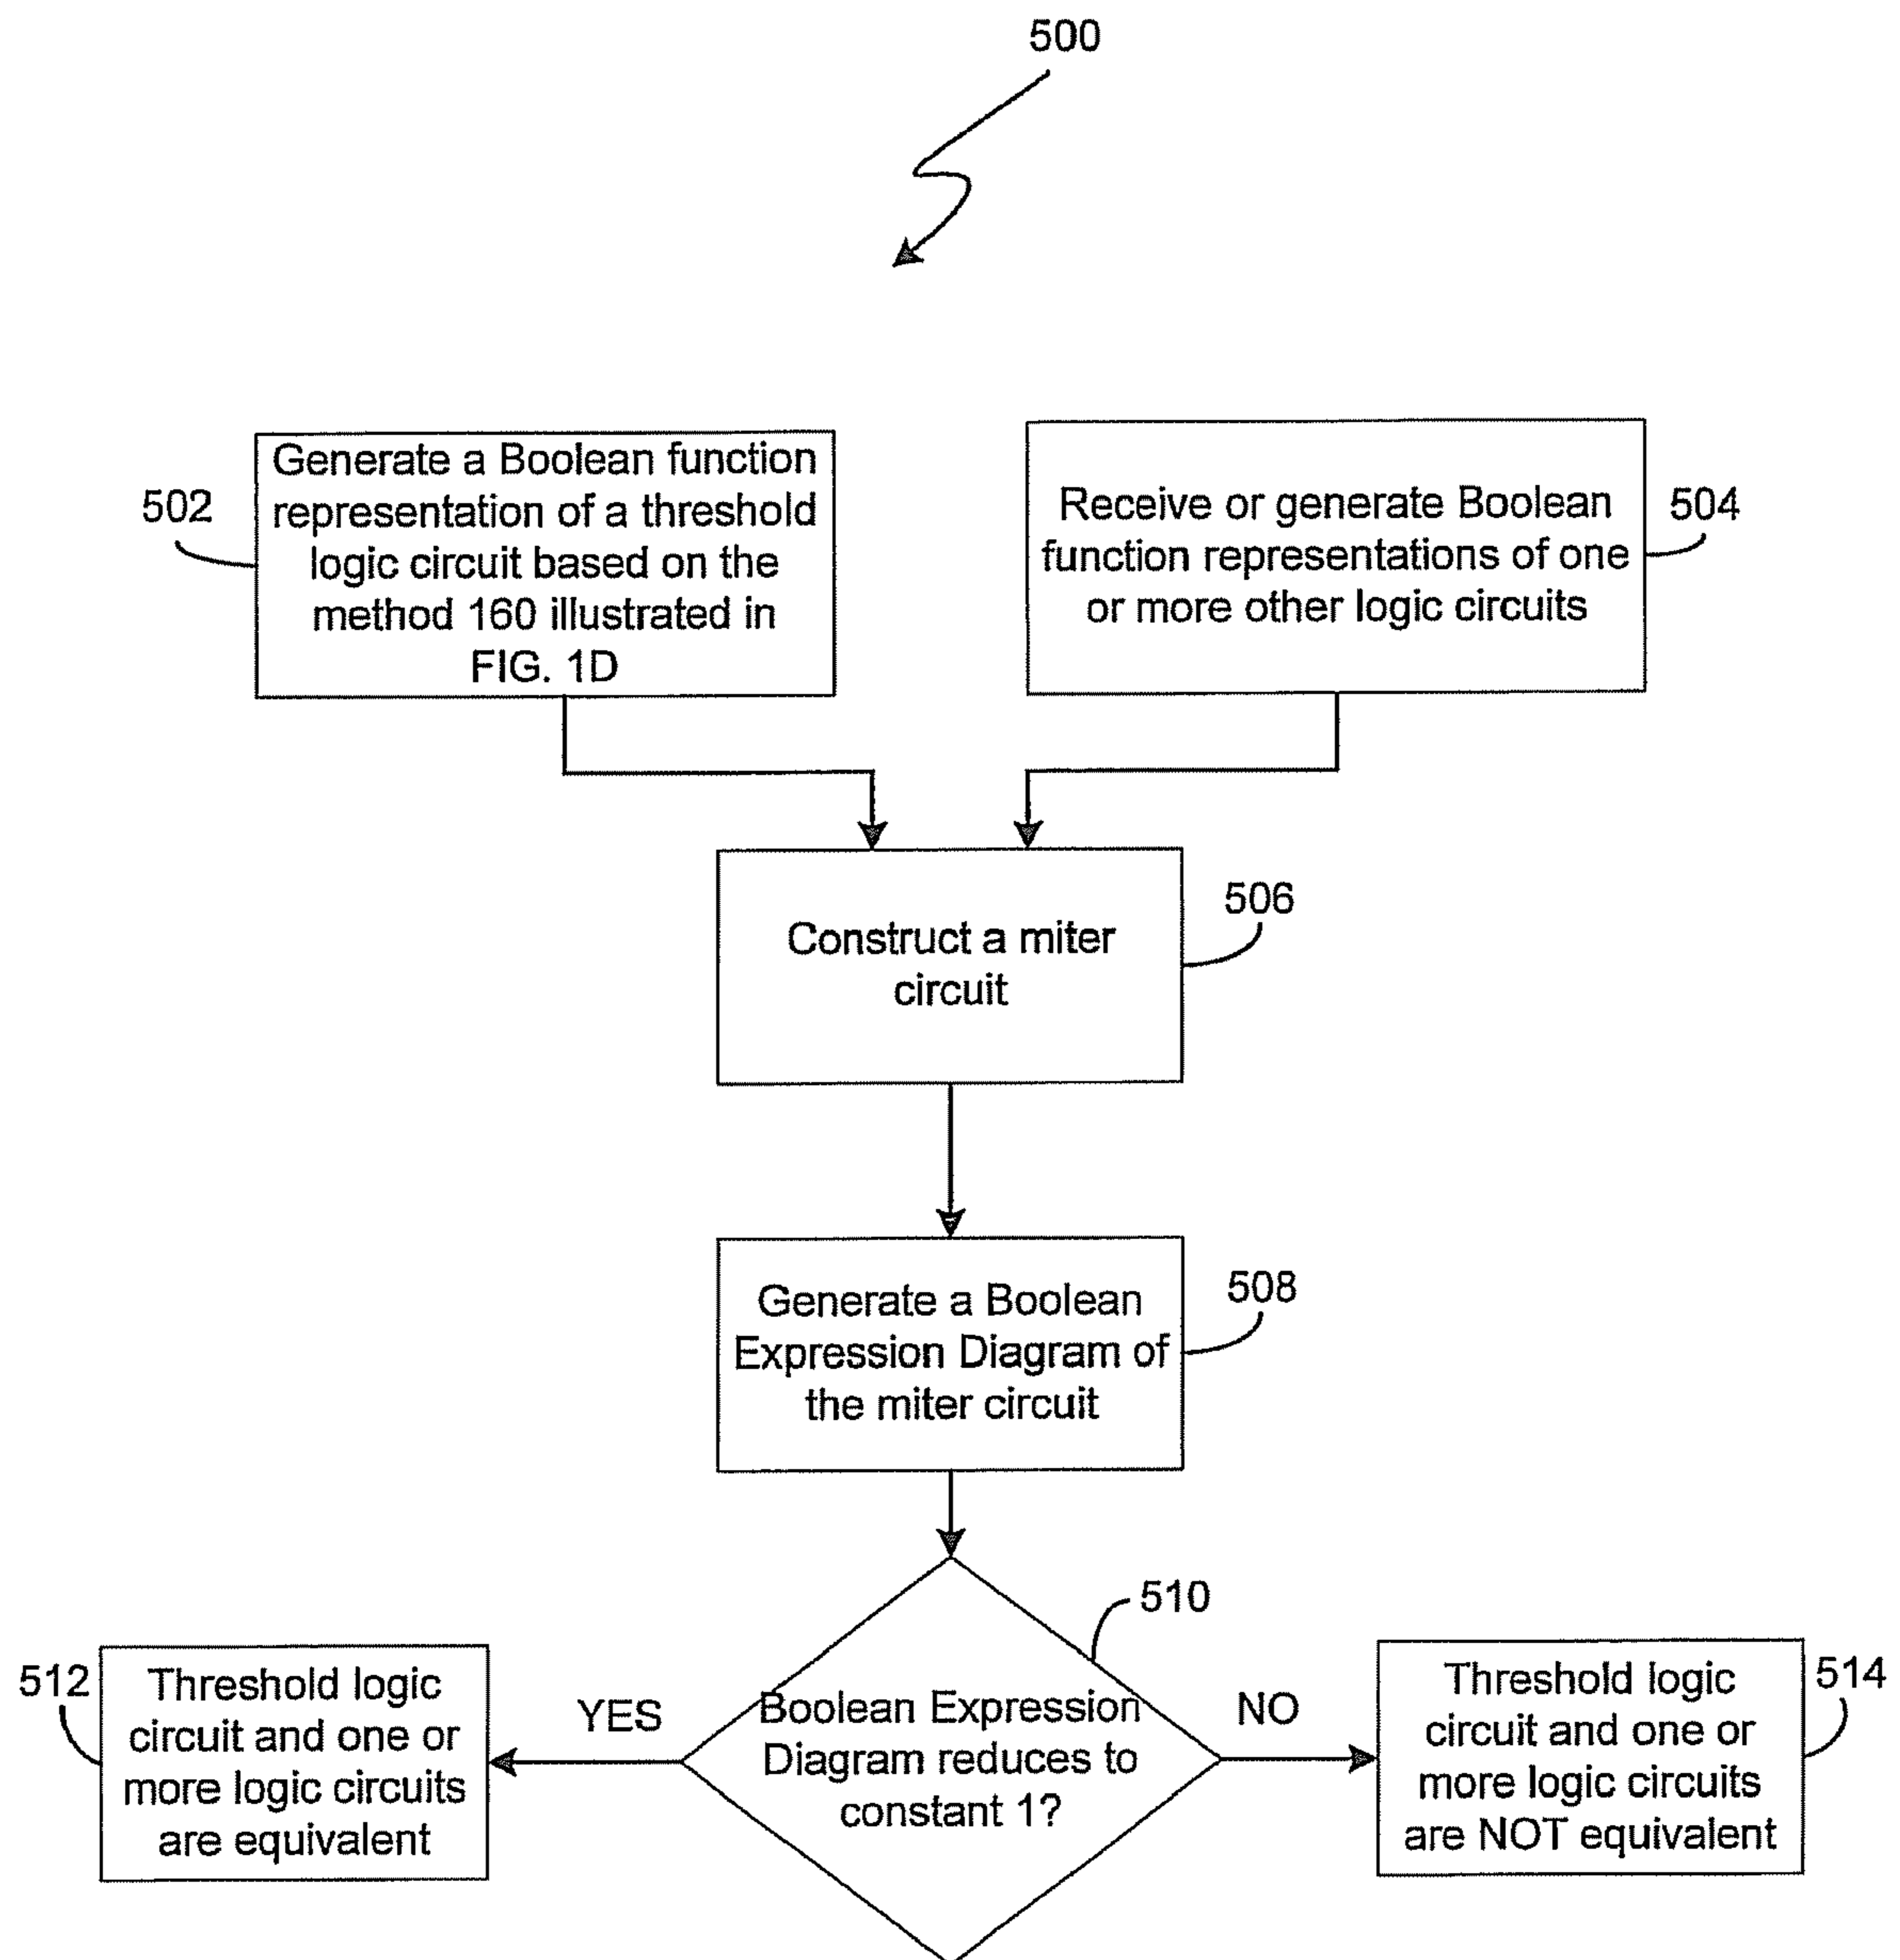 500
502
Generate a Boolean function
representation of a threshold
logic circuit based on the
method 160 illustrated in
FIG. 1D
Receive or generate Boolean
function representations of one
or more other logic circuits
504
Construct a miter
circuit
506
Generate a Boolean
Expression Diagram of
the miter circuit
508
510
512
Threshold logic
circuit and one or
more logic circuits
are equivalent
YES
Boolean Expression
Diagram reduces to
constant 1?
NO
Threshold logic
circuit and one or
more logic circuits
are NOT equivalent
514